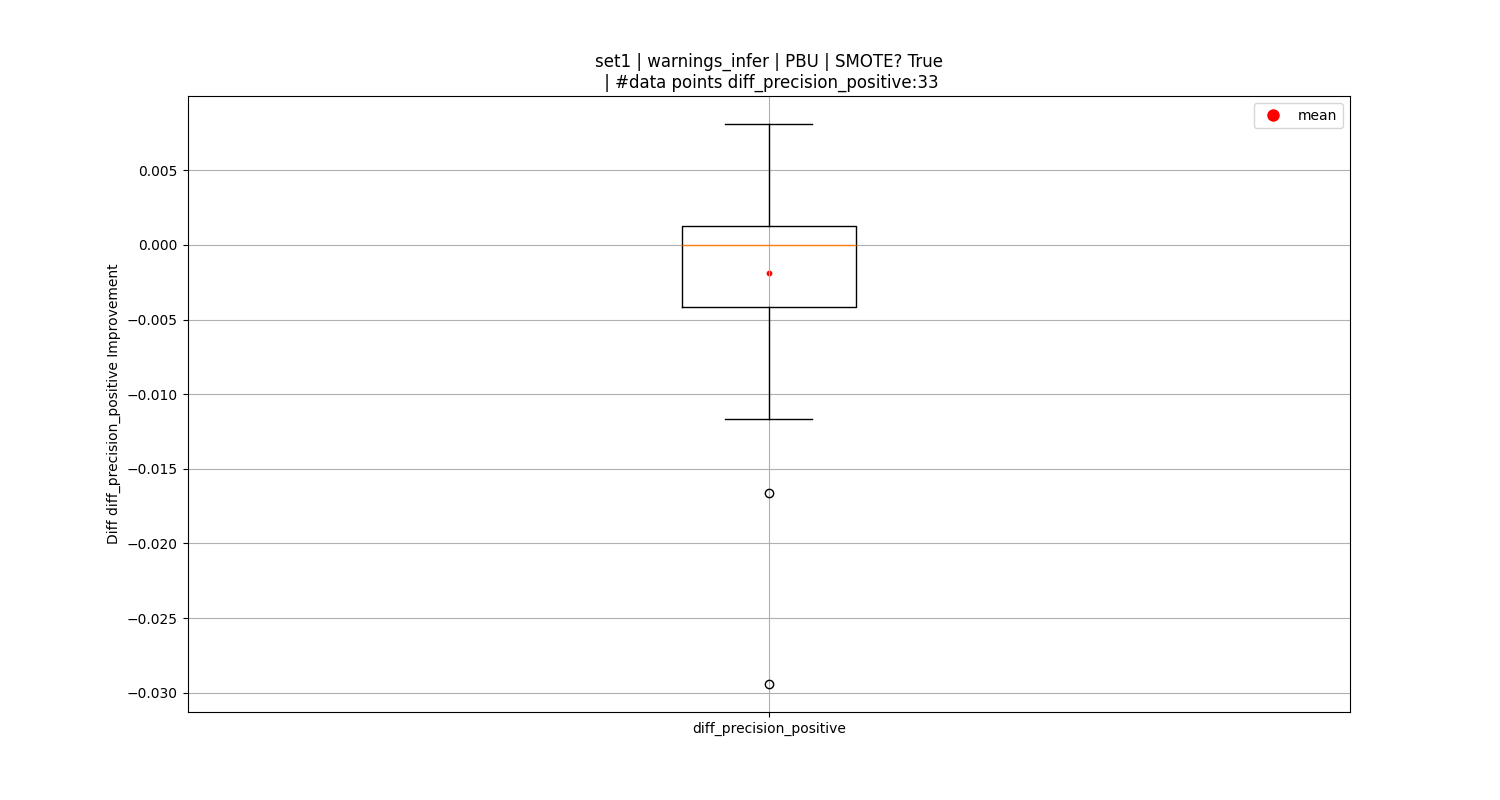 set1 | warnings_infer | PBU | SMOTE? True
| #data points diff_precision_positive:33
mean
0.005
0.000
−0.005
−0.010
−0.015
−0.020
−0.025
−0.030
Diff diff_precision_positive Improvement
diff_precision_positive